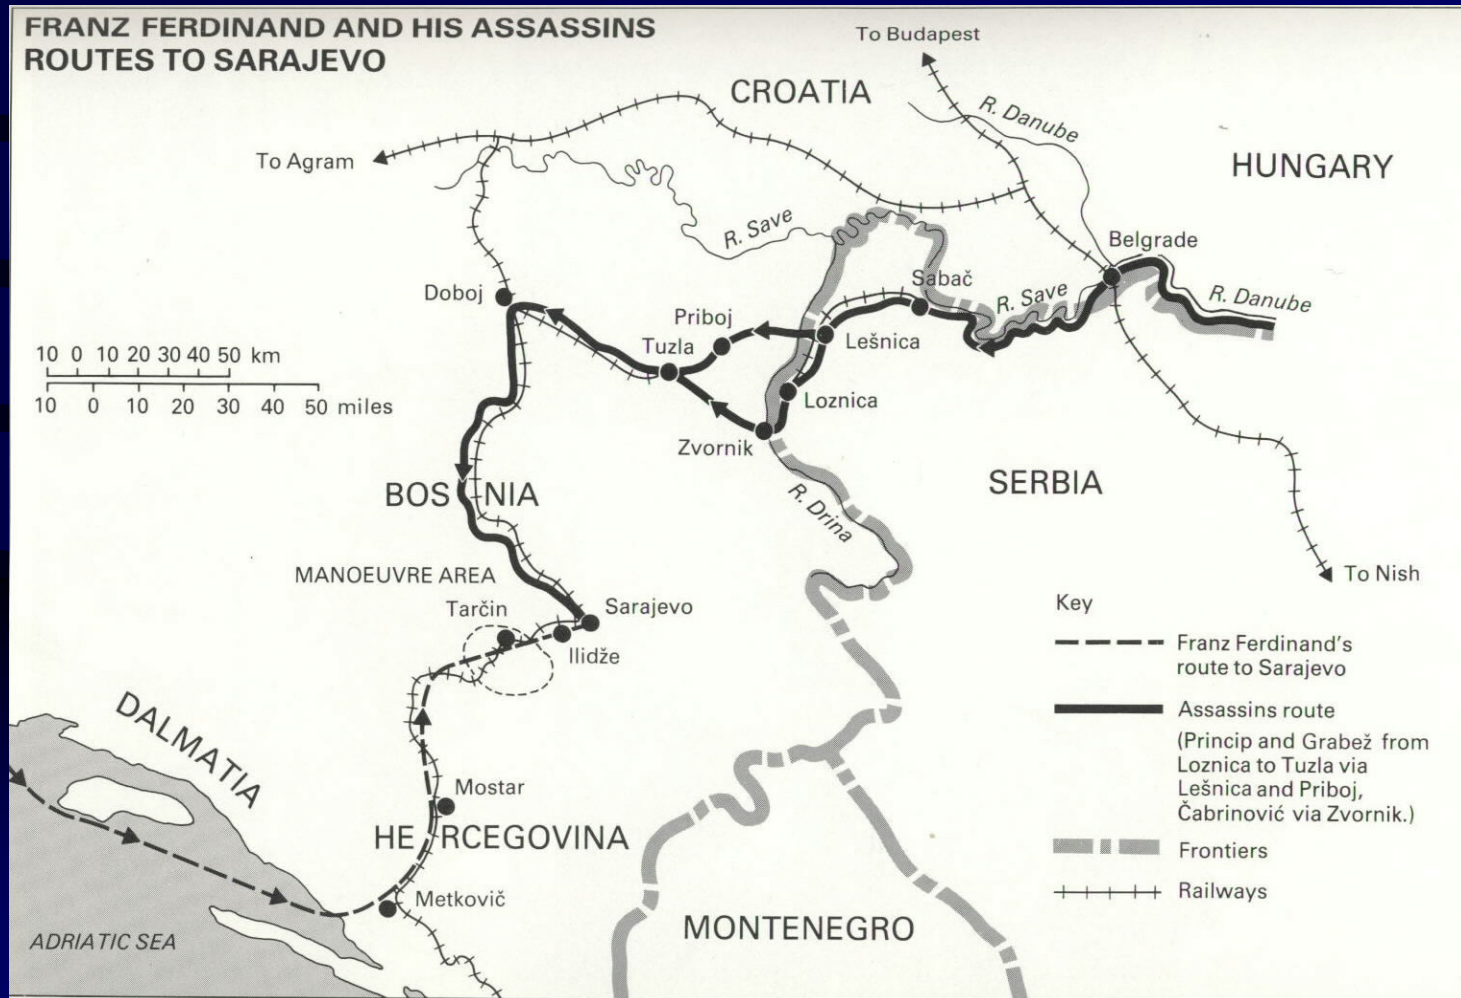 FRANZ FERDINAND AND HIS ASSASSINS
ROUTES TO SARAJEVO
To Budapest
CROATIA
R. Danube
To Agram
HUNGARY
R. Save
Belgrade
Sabač
R. Save
R. Danube
Doboj
Priboj
Tuzla
Lešnica
10 0 10 20 30 40 50 km
10 0 10 20 30 40 50 miles
Loznica
Zvornik
BOSNIA
SERBIA
R. Drina
MANOEUVRE AREA
To Nish
Tarčin
Sarajevo
Ilidže
Key
Franz Ferdinand's
route to Sarajevo
DALMATIA
Assassins route
(Princip and Grabež from
Loznica to Tuzla via
Lešnica and Priboj,
Čabrinović via Zvornik.)
Mostar
HERCEGOVINA
Frontiers
Railways
Metkovič
MONTENEGRO
ADRIATIC SEA